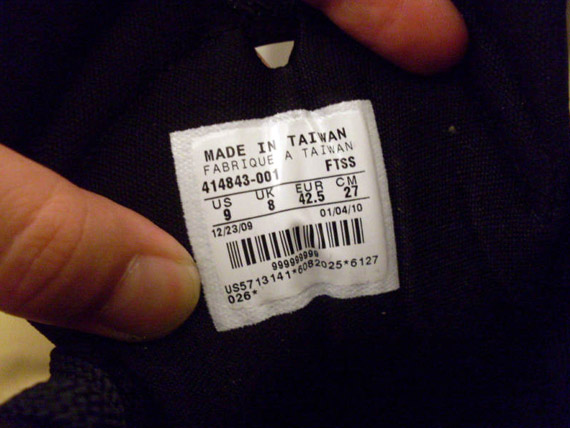 MADE IN TAIWAN
FABRIQUE A TAIWAN
414843-001 FTSS
US UK EUR CM
9 8 42.5 27
12/23/09 01/04/10
999999999
US5713141*6082025*6127
026*